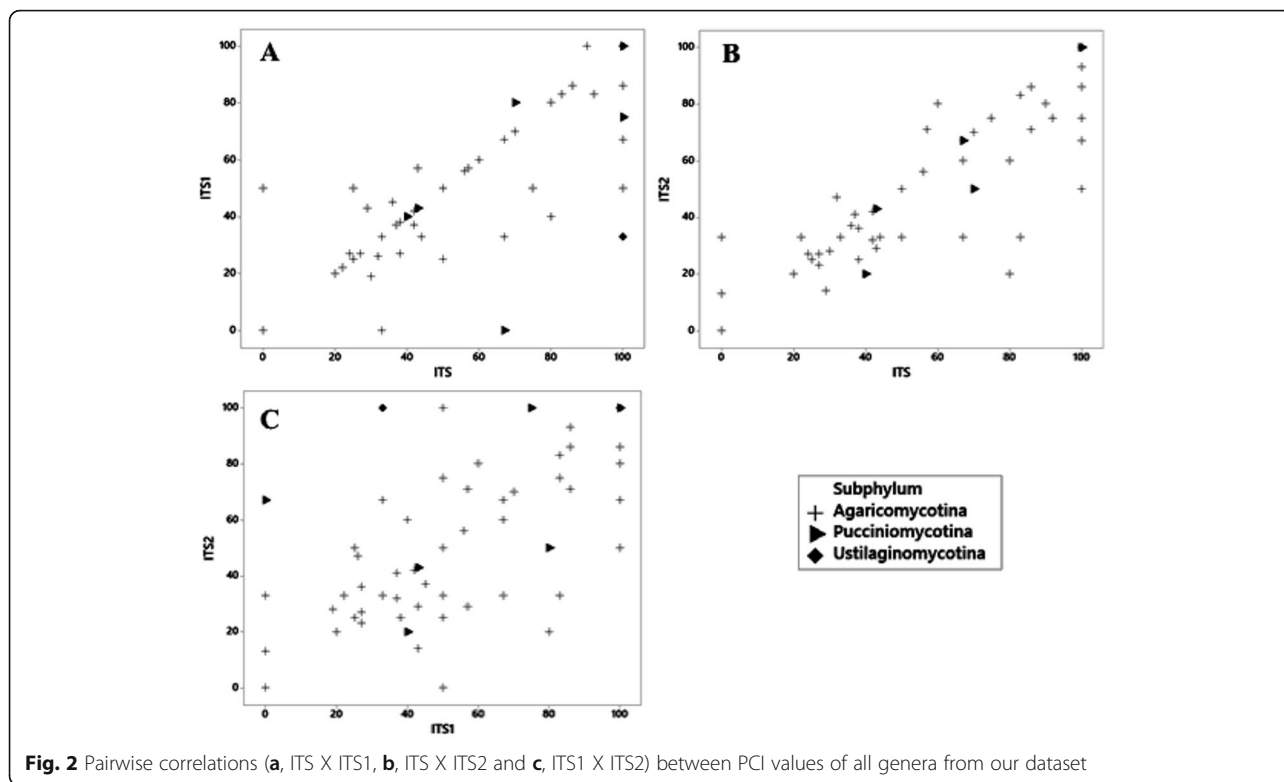 A
100
80
60
40
20
0
ITS1
0
20
40
60
80
100
ITS
B
100
80
60
40
20
0
ITS2
0
20
40
60
80
100
ITS
C
100
80
60
40
20
0
ITS2
0
20
40
60
80
100
ITS1
Subphylum
Agaricomycotina
Pucciniomycotina
Ustilaginomycotina
Fig. 2 Pairwise correlations (a, ITS X ITS1, b, ITS X ITS2 and c, ITS1 X ITS2) between PCI values of all genera from our dataset